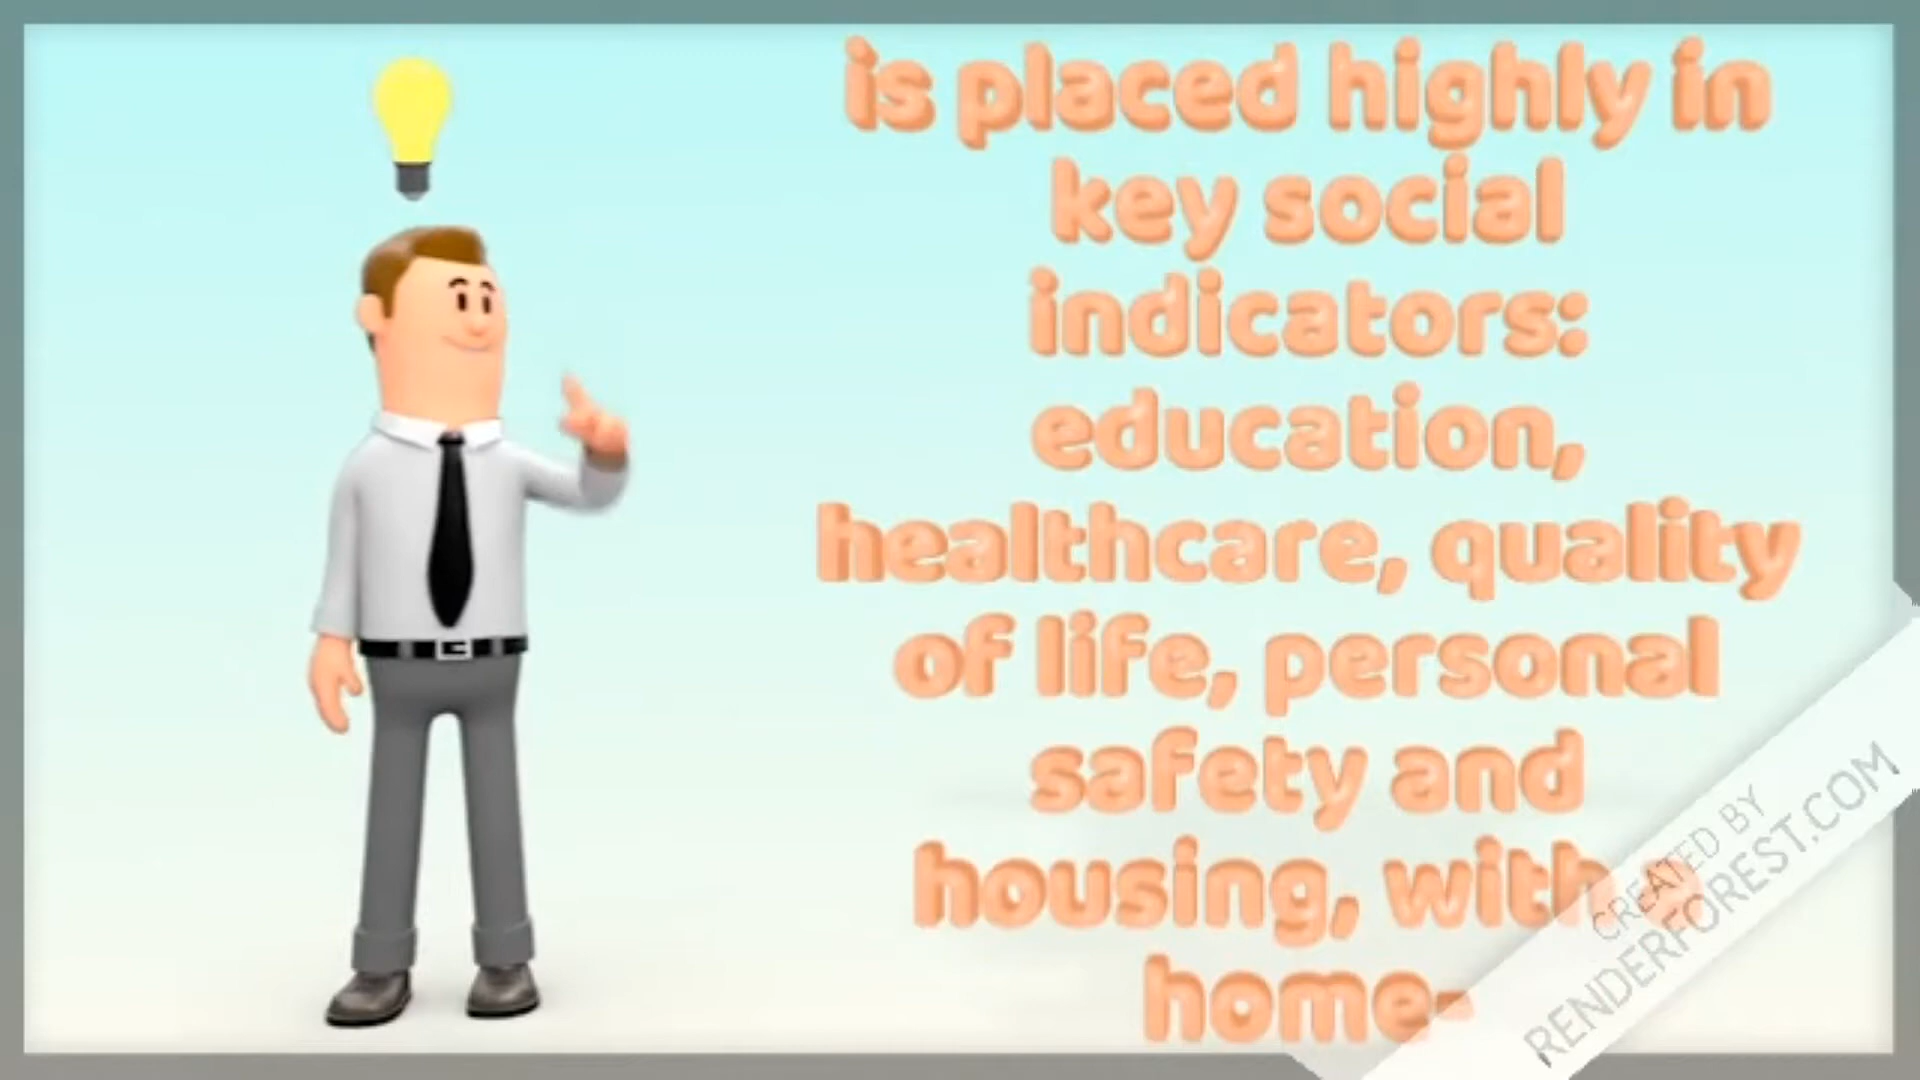 is placed highly in
key social
indicators:
education,
healthcare, quality
of life, personal
safety and
housing, with a
home-
CREATED BY
RENDERFOREST.COM